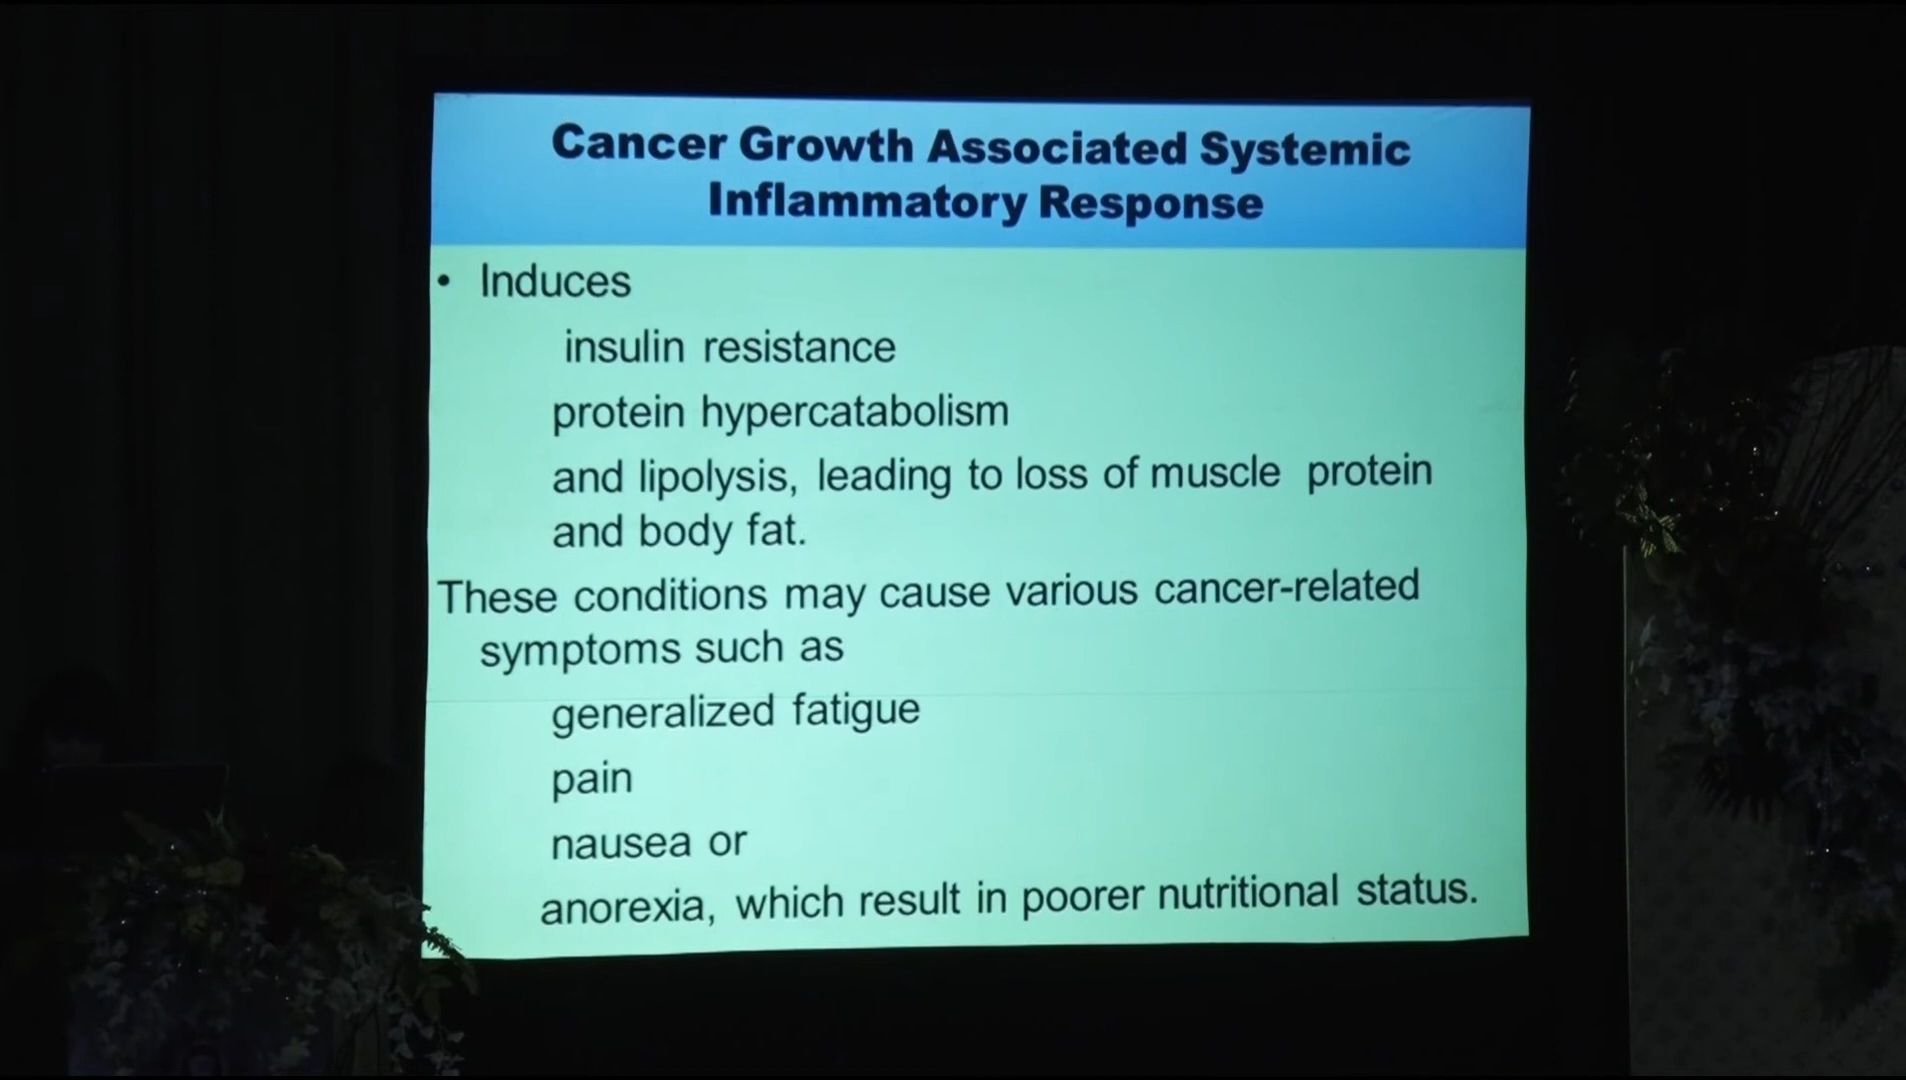 Cancer Growth Associated Systemic
Inflammatory Response
• Induces
insulin resistance
protein hypercatabolism
and lipolysis, leading to loss of muscle protein
and body fat.
These conditions may cause various cancer-related
symptoms such as
generalized fatigue
pain
nausea or
anorexia, which result in poorer nutritional status.